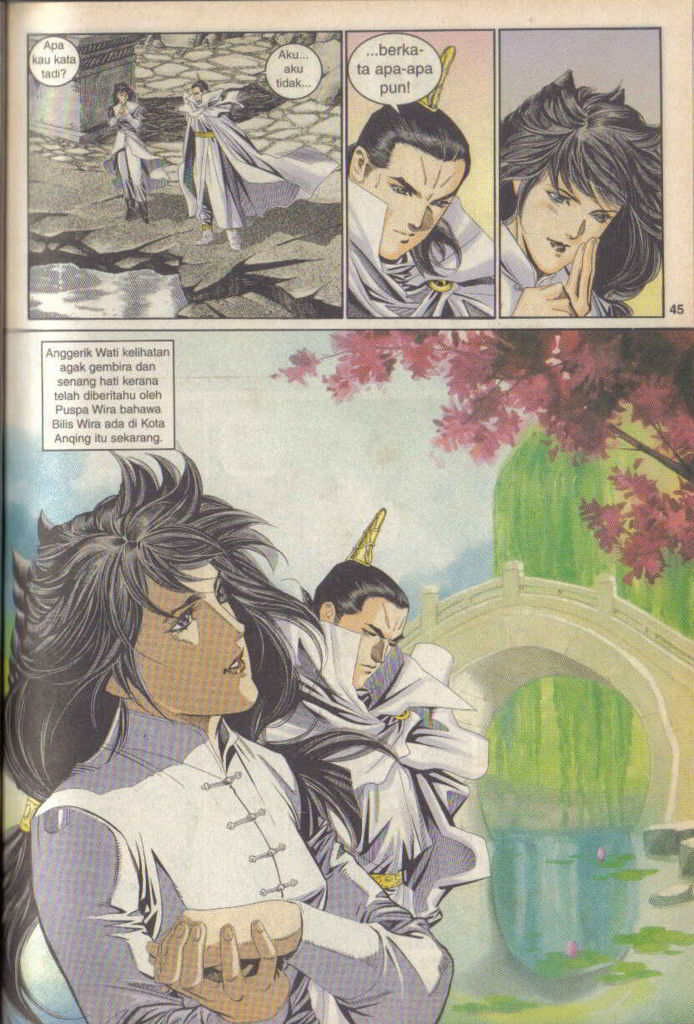 Apa
kau kata
tadi?
Aku...
aku
tidak...
...berka-
ta apa-apa
pun!
45
Anggerik Wati kelihatan
agak gembira dan
senang hati kerana
telah diberitahu oleh
Puspa Wira bahawa
Bilis Wira ada di Kota
Anqing itu sekarang.